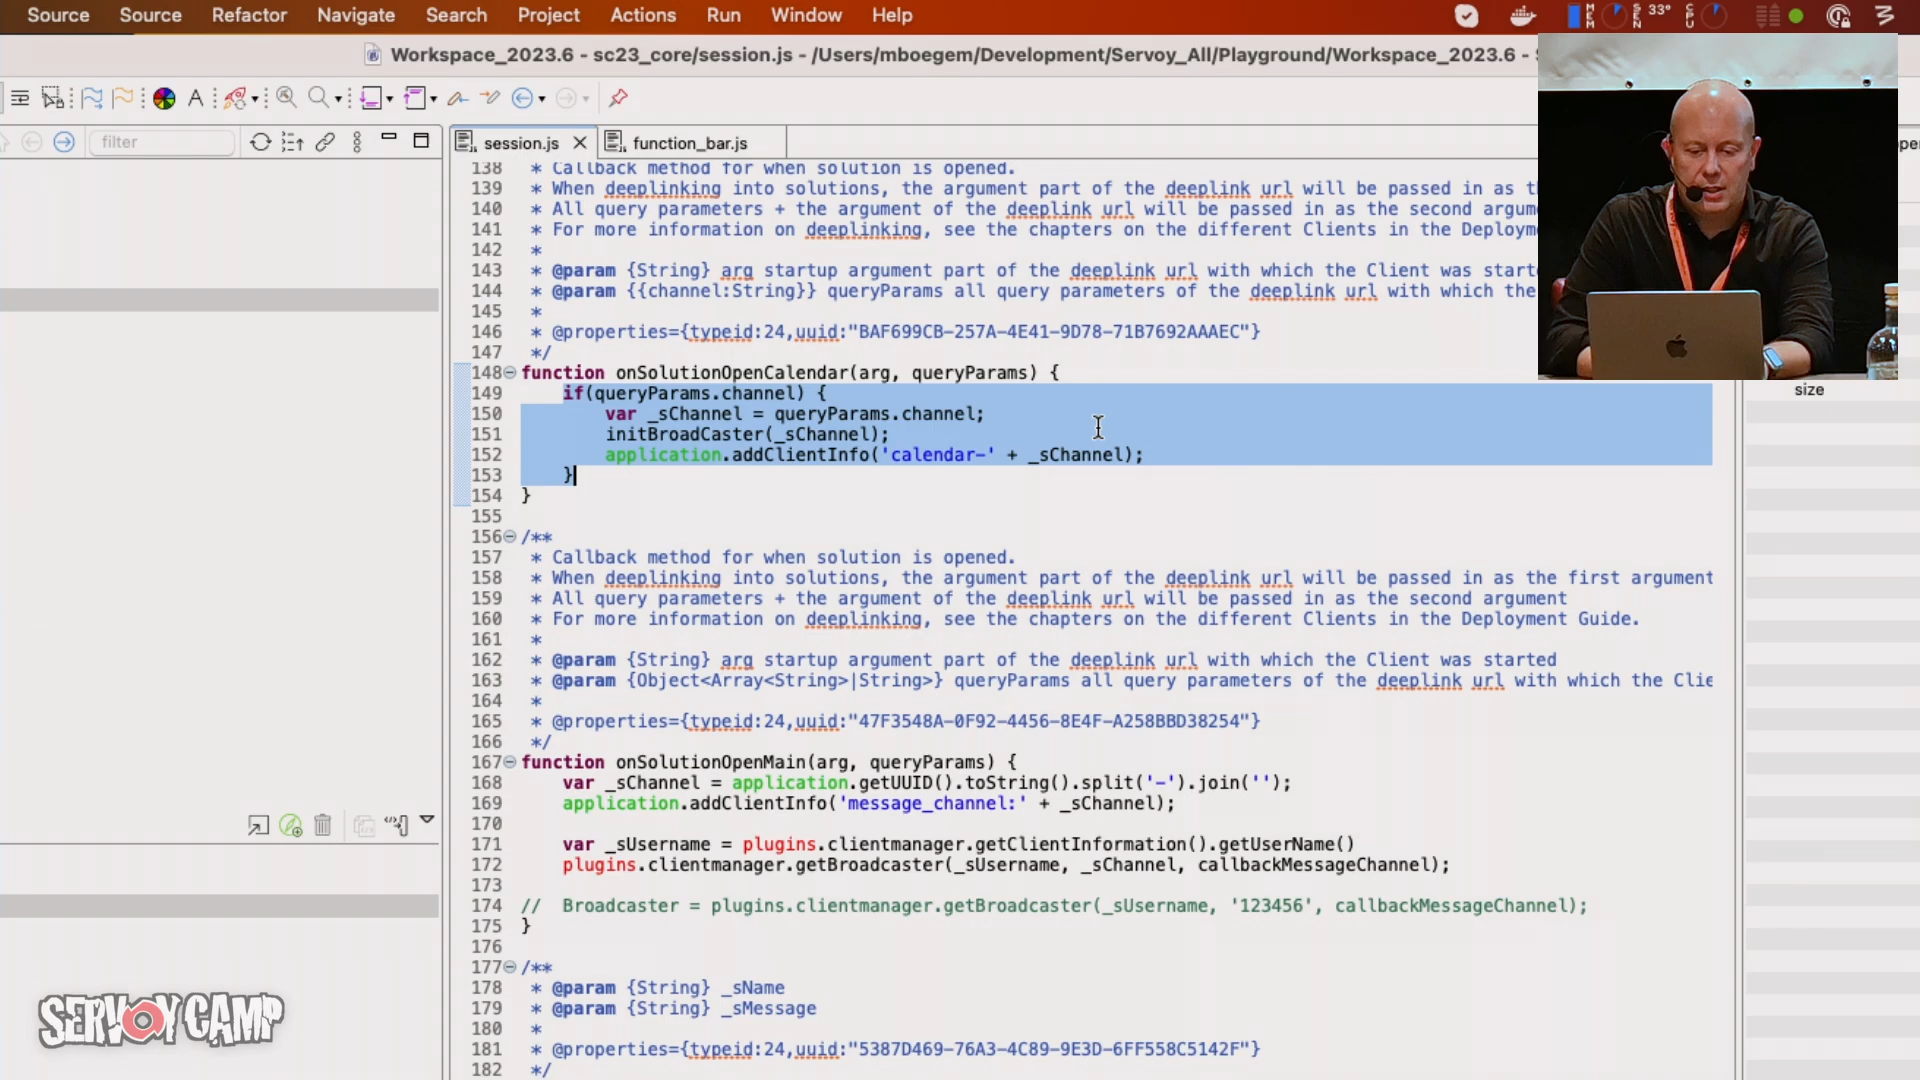 Source Source Refactor Navigate Search Project Actions Run Window Help
MEM SEN 33° CPU
Workspace_2023.6 - sc23_core/session.js - /Users/mboegem/Development/Servoy_All/Playground/Workspace_2023.6 -
filter
session.js function_bar.js
138 * Callback method for when solution is opened.
139 * When deeplinking into solutions, the argument part of the deeplink url will be passed in as t
140 * All query parameters + the argument of the deeplink url will be passed in as the second argum
141 * For more information on deeplinking, see the chapters on the different Clients in the Deploym
142 *
143 * @param {String} arg startup argument part of the deeplink url with which the Client was start
144 * @param {{channel:String}} queryParams all query parameters of the deeplink url with which the
145 *
146 * @properties={typeid:24,uuid:"BAF699CB-257A-4E41-9D78-71B7692AAAEC"}
147 */
148 function onSolutionOpenCalendar(arg, queryParams) {
149 if(queryParams.channel) {
150 var _sChannel = queryParams.channel;
151 initBroadCaster(_sChannel);
152 application.addClientInfo('calendar-' + _sChannel);
153 }
154 }
155
156 /**
157 * Callback method for when solution is opened.
158 * When deeplinking into solutions, the argument part of the deeplink url will be passed in as the first argument
159 * All query parameters + the argument of the deeplink url will be passed in as the second argument
160 * For more information on deeplinking, see the chapters on the different Clients in the Deployment Guide.
161 *
162 * @param {String} arg startup argument part of the deeplink url with which the Client was started
163 * @param {Object<Array<String>|String>} queryParams all query parameters of the deeplink url with which the Clie
164 *
165 * @properties={typeid:24,uuid:"47F3548A-0F92-4456-8E4F-A258BBD38254"}
166 */
167 function onSolutionOpenMain(arg, queryParams) {
168 var _sChannel = application.getUUID().toString().split('-').join('');
169 application.addClientInfo('message_channel:' + _sChannel);
170
171 var _sUsername = plugins.clientmanager.getClientInformation().getUserName()
172 plugins.clientmanager.getBroadcaster(_sUsername, _sChannel, callbackMessageChannel);
173
174 // Broadcaster = plugins.clientmanager.getBroadcaster(_sUsername, '123456', callbackMessageChannel);
175 }
176
177 /**
178 * @param {String} _sName
179 * @param {String} _sMessage
180 *
181 * @properties={typeid:24,uuid:"5387D469-76A3-4C89-9E3D-6FF558C5142F"}
182 */
size
SERVOY CAMP